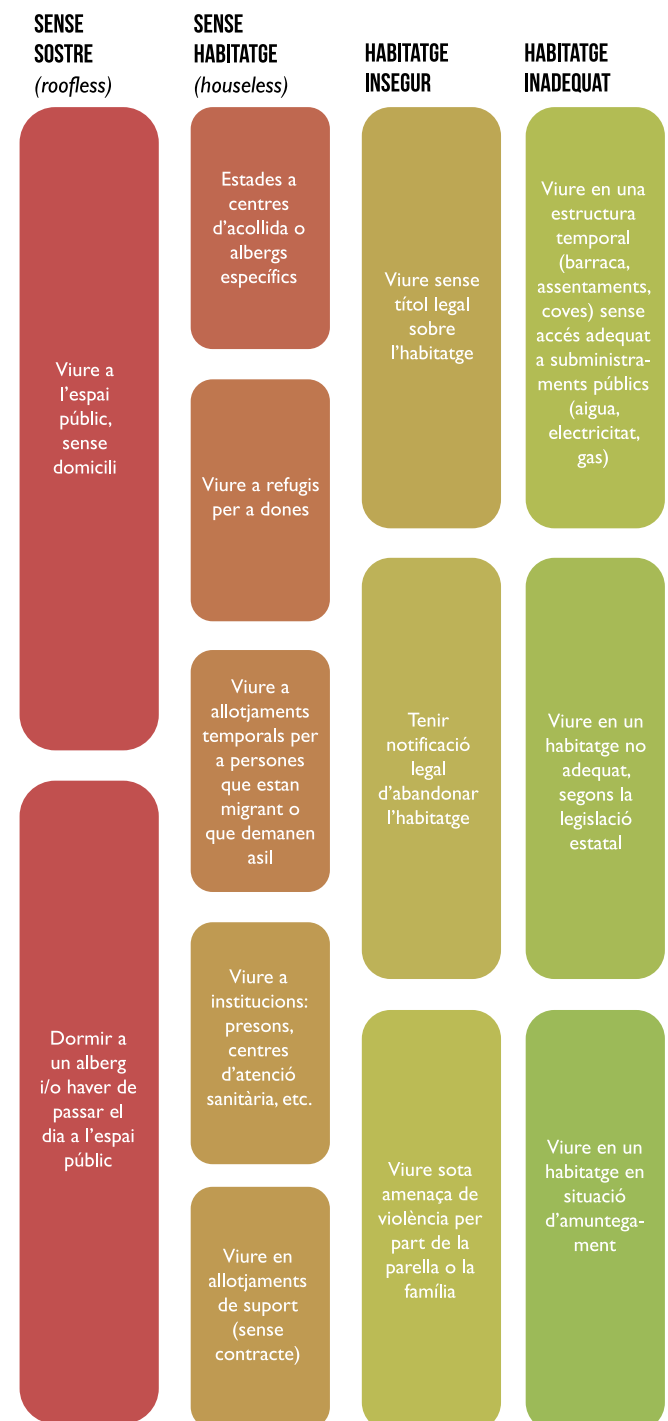 SENSE
SOSTRE
(roofless)
Viure a
l'espai
públic,
sense
domicili
Dormir a
un alberg
i/o haver de
passar el
dia a l'espai
públic
SENSE
HABITATGE
(houseless)
Estades a
centres
d'acollida o
albergs
específics
Viure a refugis
per a dones
Viure a
allotjaments
temporals per
a persones
que estan
migrant o
que demanen
asil
Viure a
institucions:
presons,
centres
d'atenció
sanitària, etc.
Viure en
allotjaments
de suport
(sense
contracte)
HABITATGE
INSEGUR
Viure sense
títol legal
sobre
l'habitatge
Tenir
notificació
legal
d'abandonar
l'habitatge
Viure sota
amenaça de
violència per
part de la
parella o la
família
HABITATGE
INADEQUAT
Viure en una
estructura
temporal
(barraca,
assentaments,
coves) sense
accés adequat
a subministra-
ments públics
(aigua,
electricitat,
gas)
Viure en un
habitatge no
adequat,
segons la
legislació
estatal
Viure en un
habitatge en
situació
d'amuntega-
ment